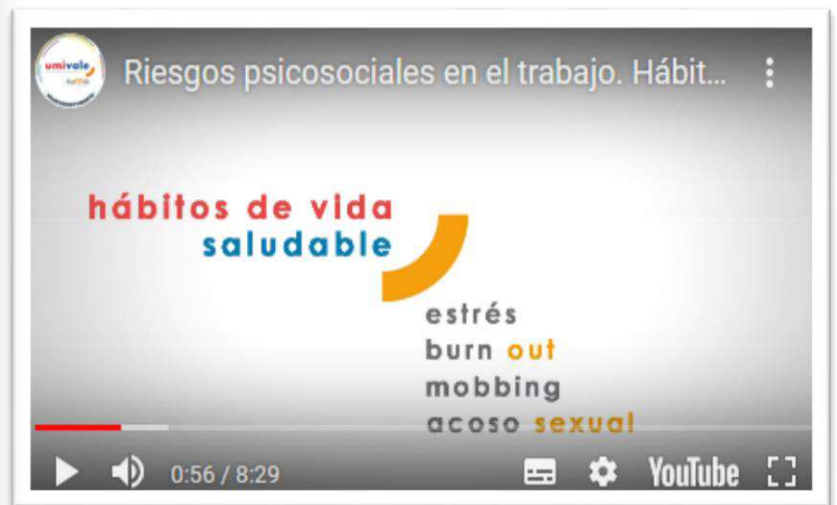 umivale
Riesgos psicosociales en el trabajo. Hábit...
hábitos de vida
saludable
estrés
burn out
mobbing
acoso sexual
0:56 / 8:29
YouTube